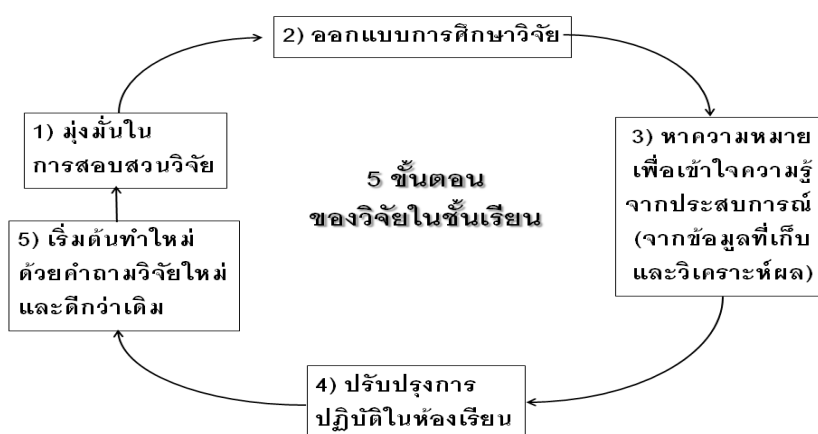 2) ออกแบบการศึกษาวิจัย
1) มุ่งมั่นใน
การสอบสวนวิจัย
3) หาความหมาย
เพื่อเข้าใจความรู้
จากประสบการณ์
(จากข้อมูลที่เก็บ
และวิเคราะห์ผล)
5 ขั้นตอน
ของวิจัยในชั้นเรียน
5) เริ่มต้นทำใหม่
ด้วยคำถามวิจัยใหม่
และดีกว่าเดิม
4) ปรับปรุงการ
ปฏิบัติในห้องเรียน